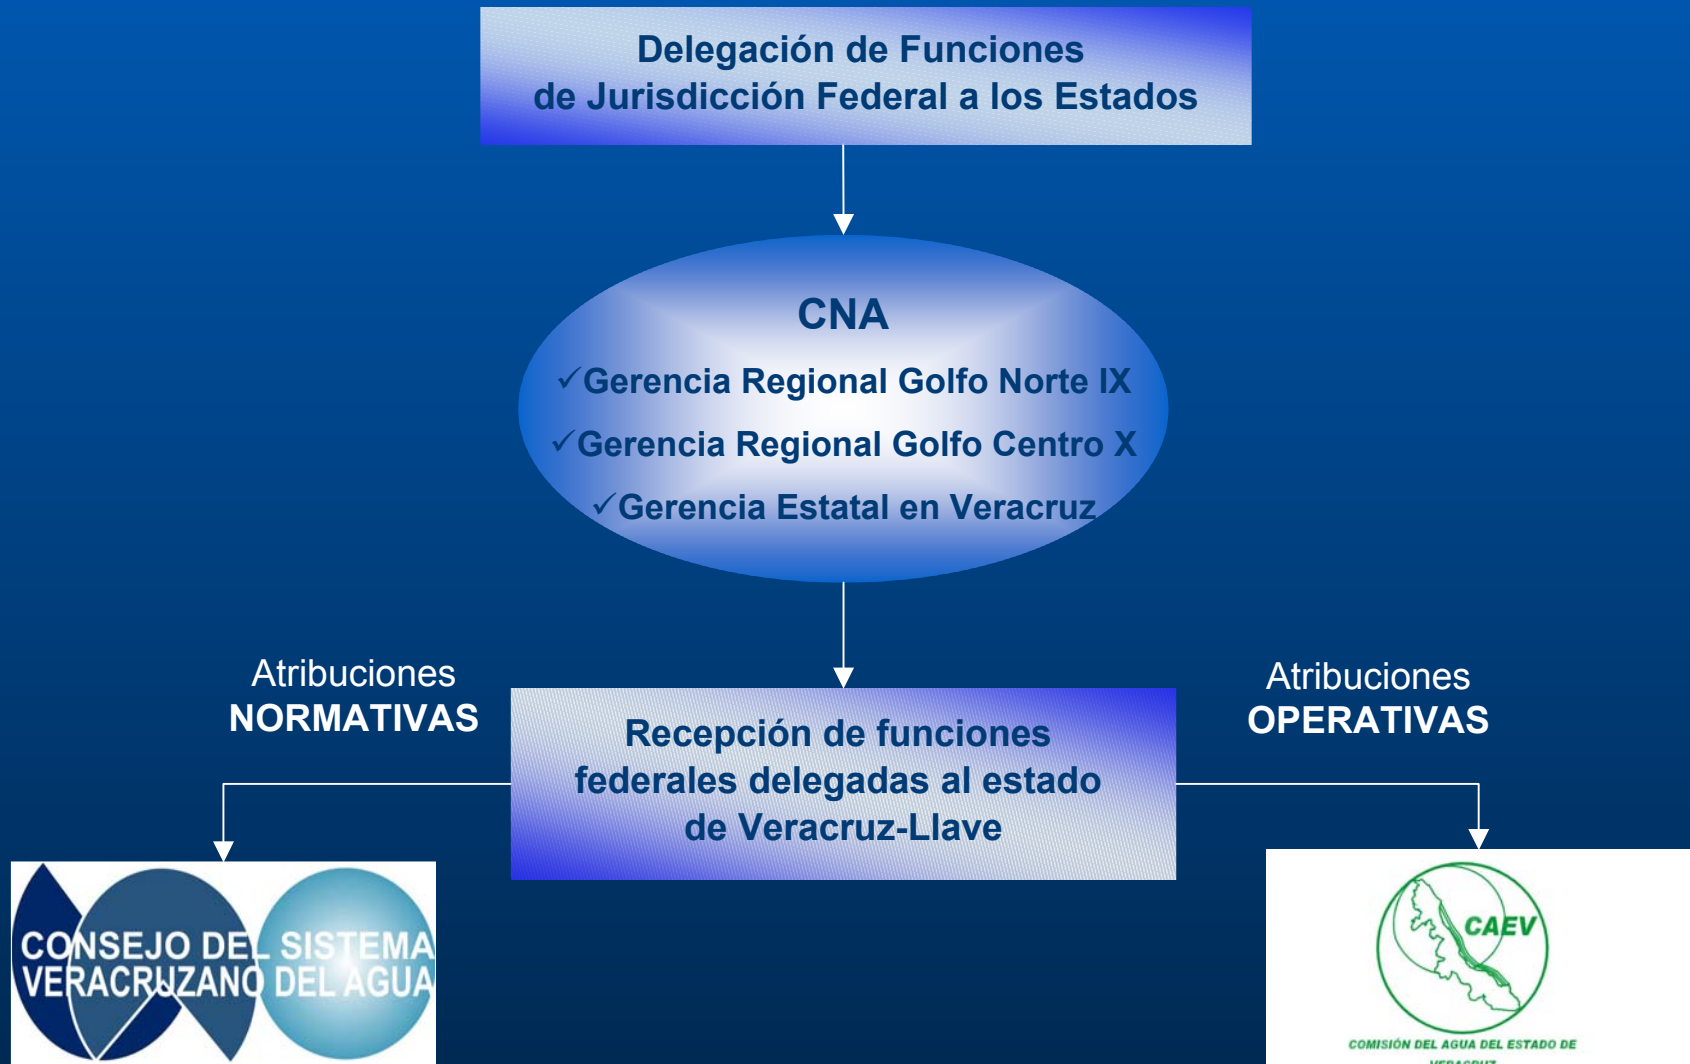 Delegación de Funciones
de Jurisdicción Federal a los Estados
CNA
✓Gerencia Regional Golfo Norte IX
✓Gerencia Regional Golfo Centro X
✓Gerencia Estatal en Veracruz
Atribuciones
NORMATIVAS
Recepción de funciones
federales delegadas al estado
de Veracruz-Llave
Atribuciones
OPERATIVAS
CONSEJO DEL SISTEMA
VERACRUZANO DEL AGUA
CAEV
COMISIÓN DEL AGUA DEL ESTADO DE
VERACRUZ